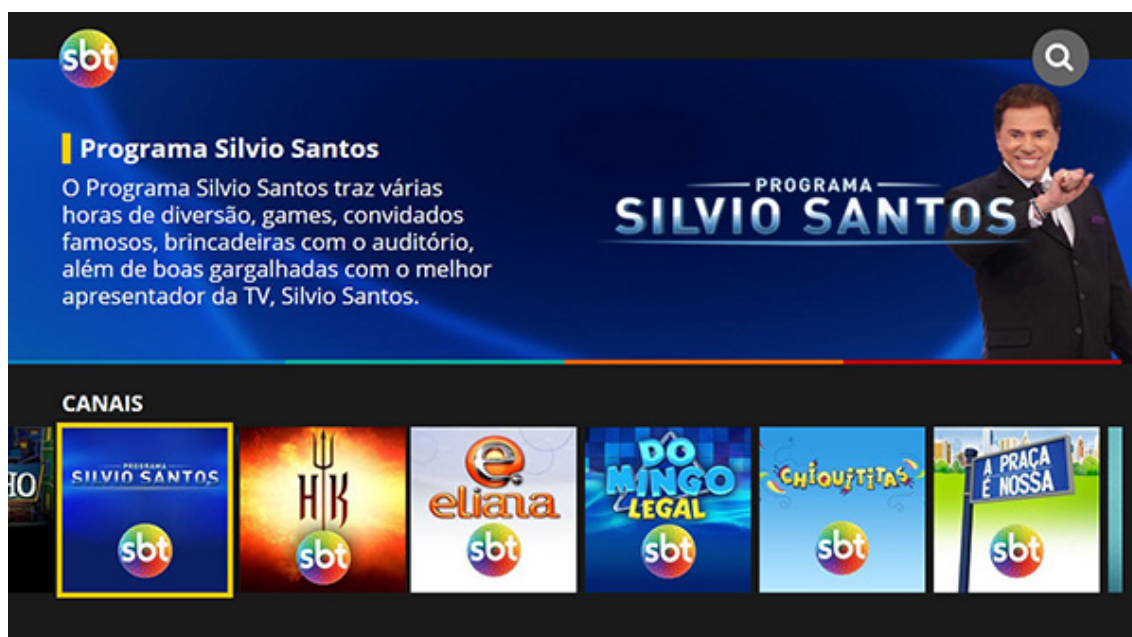 sbt
Programa Silvio Santos
O Programa Silvio Santos traz várias
horas de diversão, games, convidados
famosos, brincadeiras com o auditório,
além de boas gargalhadas com o melhor
apresentador da TV, Silvio Santos.
PROGRAMA
SILVIO SANTOS
CANAIS
HO
PROGRAMA
SILVIO SANTOS
sbt
HK
sbt
e.
eliana
sbt
DO
MINGO
LEGAL
sbt
CHIQUITITAS
sbt
A PRAÇA
É NOSSA
sbt